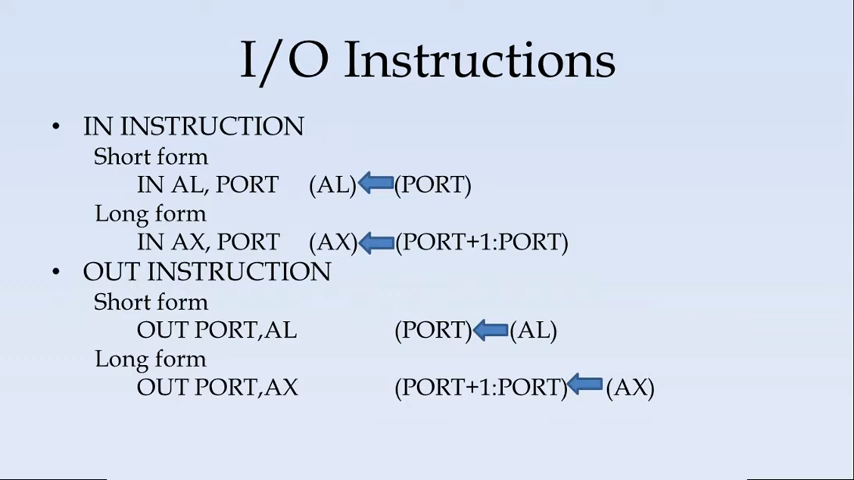 I/O Instructions
• IN INSTRUCTION
Short form
IN AL, PORT (AL) (PORT)
Long form
IN AX, PORT (AX) (PORT+1:PORT)
• OUT INSTRUCTION
Short form
OUT PORT,AL (PORT) (AL)
Long form
OUT PORT,AX (PORT+1:PORT) (AX)